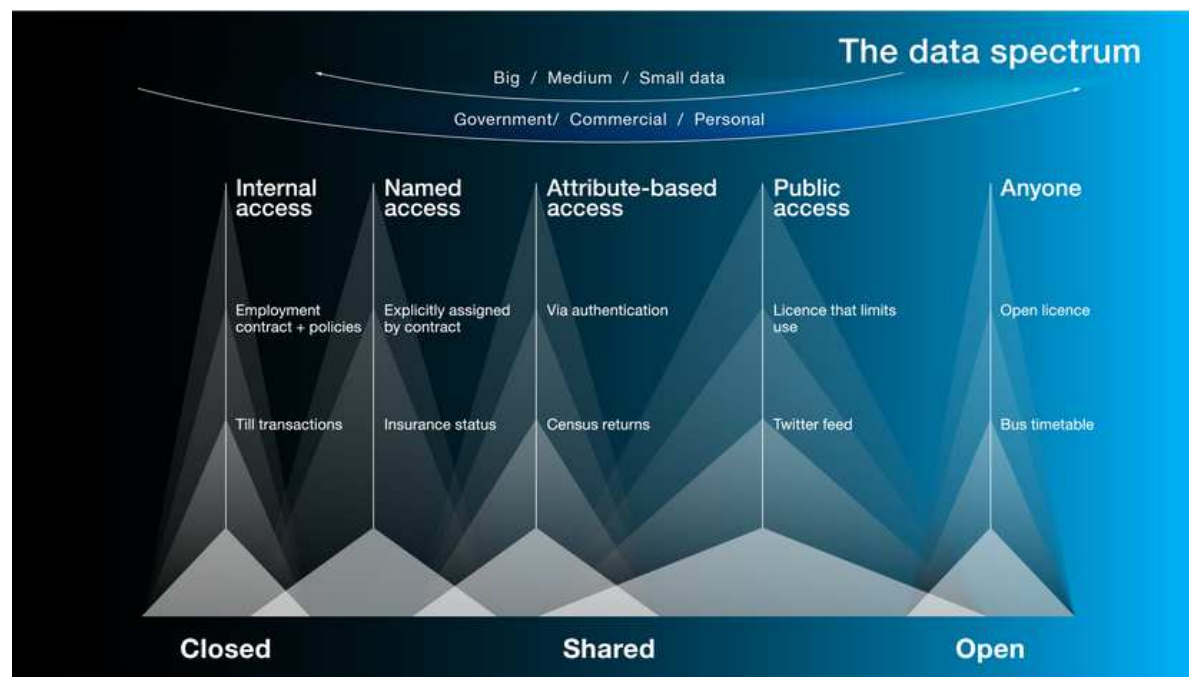 The data spectrum
Big / Medium / Small data
Government/ Commercial / Personal
Internal
access
Named
access
Attribute-based
access
Public
access
Anyone
Employment
contract + policies
Explicitly assigned
by contract
Via authentication
Licence that limits
use
Open licence
Till transactions
Insurance status
Census returns
Twitter feed
Bus timetable
Closed
Shared
Open